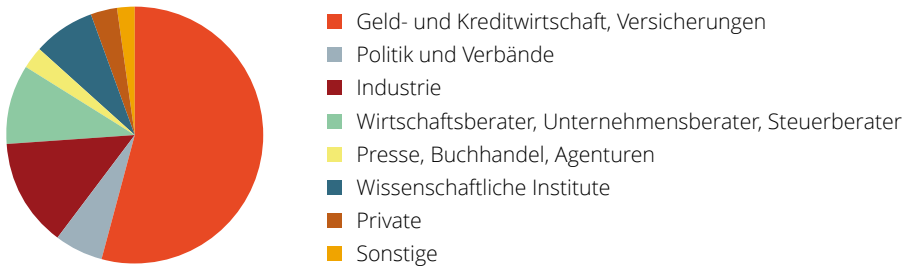 Geld- und Kreditwirtschaft, Versicherungen
Politik und Verbände
Industrie
Wirtschaftsberater, Unternehmensberater, Steuerberater
Presse, Buchhandel, Agenturen
Wissenschaftliche Institute
Private
Sonstige